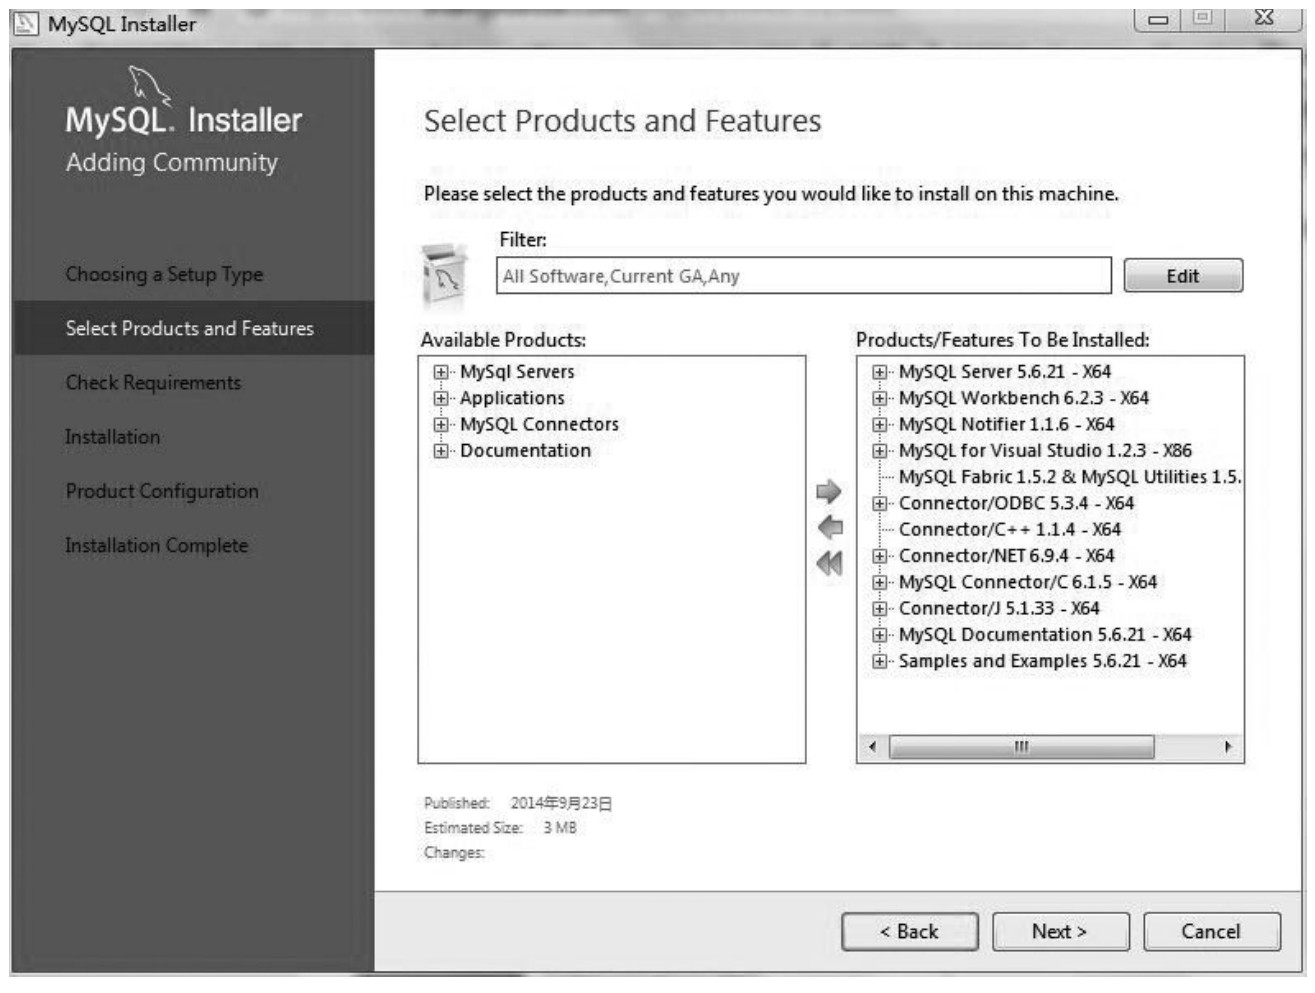 MySQL Installer
MySQL. Installer
Adding Community
Choosing a Setup Type
Select Products and Features
Check Requirements
Installation
Product Configuration
Installation Complete
Select Products and Features
Please select the products and features you would like to install on this machine.
Filter:
All Software,Current GA,Any
Edit
Available Products:
MySql Servers
Applications
MySQL Connectors
Documentation
Products/Features To Be Installed:
MySQL Server 5.6.21 - X64
MySQL Workbench 6.2.3 - X64
MySQL Notifier 1.1.6 - X64
MySQL for Visual Studio 1.2.3 - X86
MySQL Fabric 1.5.2 & MySQL Utilities 1.5.
Connector/ODBC 5.3.4 - X64
Connector/C++ 1.1.4 - X64
Connector/NET 6.9.4 - X64
MySQL Connector/C 6.1.5 - X64
Connector/J 5.1.33 - X64
MySQL Documentation 5.6.21 - X64
Samples and Examples 5.6.21 - X64
Published: 2014年9月23日
Estimated Size: 3 MB
Changes:
< Back
Next >
Cancel